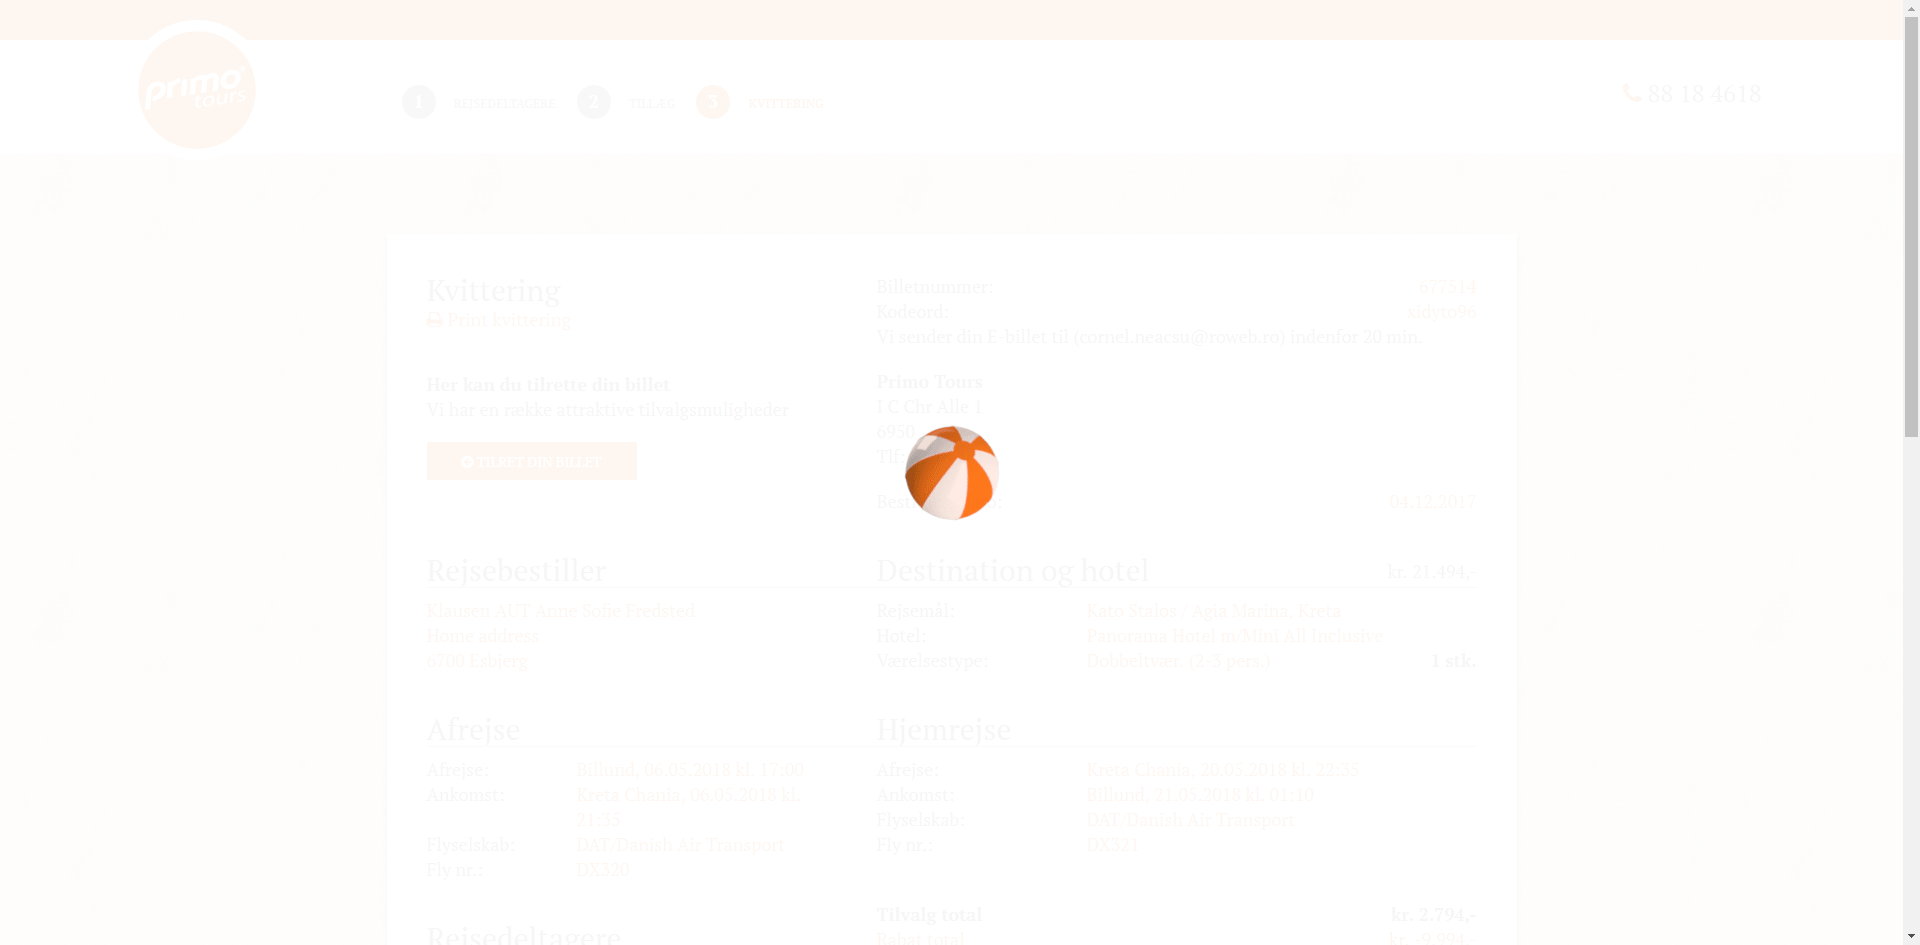 primo
tours
1 REJSEDELTAGERE 2 TILLÆG 3 KVITTERING
88 18 4618
Kvittering
Print kvittering
Her kan du tilrette din billet
Vi har en række attraktive tilvalgsmuligheder
TILRET DIN BILLET
Billetnummer: 677314
Kodeord: xidyto96
Vi sender din E-billet til (cornel.neacsu@roweb.ro) indenfor 20 min.
Primo Tours
I C Chr Alle 1
6950
Tlf:
04.12.2017
Rejsebestiller
Klausen AUT Anne Sofie Fredsted
Home address
6700 Esbjerg
Destination og hotel kr. 21.494,-
Rejsemål: Kato Stalos / Agia Marina, Kreta
Hotel: Panorama Hotel m/Mini All Inclusive
Værelsestype: Dobbeltvær. (2-3 pers.) 1 stk.
Afrejse
Afrejse: Billund, 06.05.2018 kl. 17:00
Ankomst: Kreta Chania, 06.05.2018 kl.
21:35
Flyselskab: DAT/Danish Air Transport
Fly nr.: DX320
Hjemrejse
Afrejse: Kreta Chania, 20.05.2018 kl. 22:35
Ankomst: Billund, 21.05.2018 kl. 01:10
Flyselskab: DAT/Danish Air Transport
Fly nr.: DX321
Tilvalg total kr. 2.794,-
Rabat total kr. -9.994,-
Rejsedeltagere